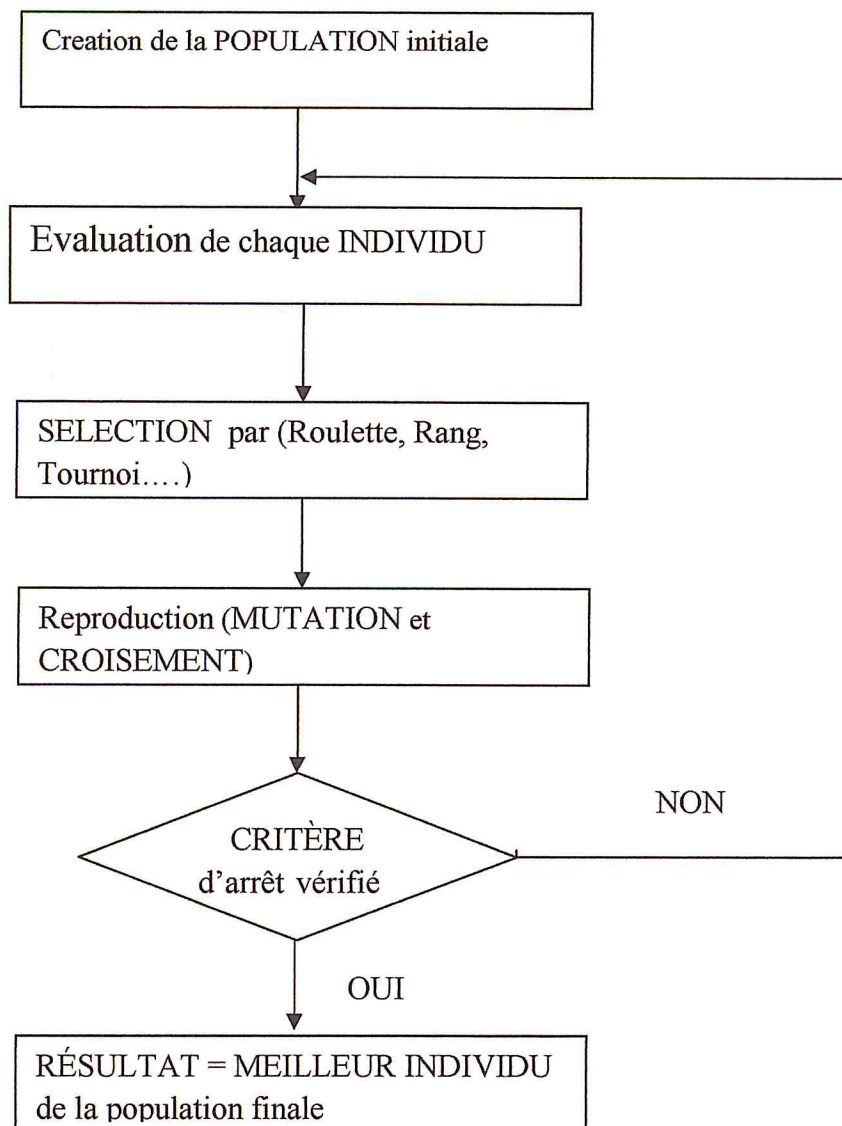 Creation de la POPULATION initiale
Evaluation de chaque INDIVIDU
SELECTION par (Roulette, Rang,
Tournoi….)
Reproduction (MUTATION et
CROISEMENT)
CRITÈRE
d'arrêt vérifié
NON
OUI
RÉSULTAT = MEILLEUR INDIVIDU
de la population finale